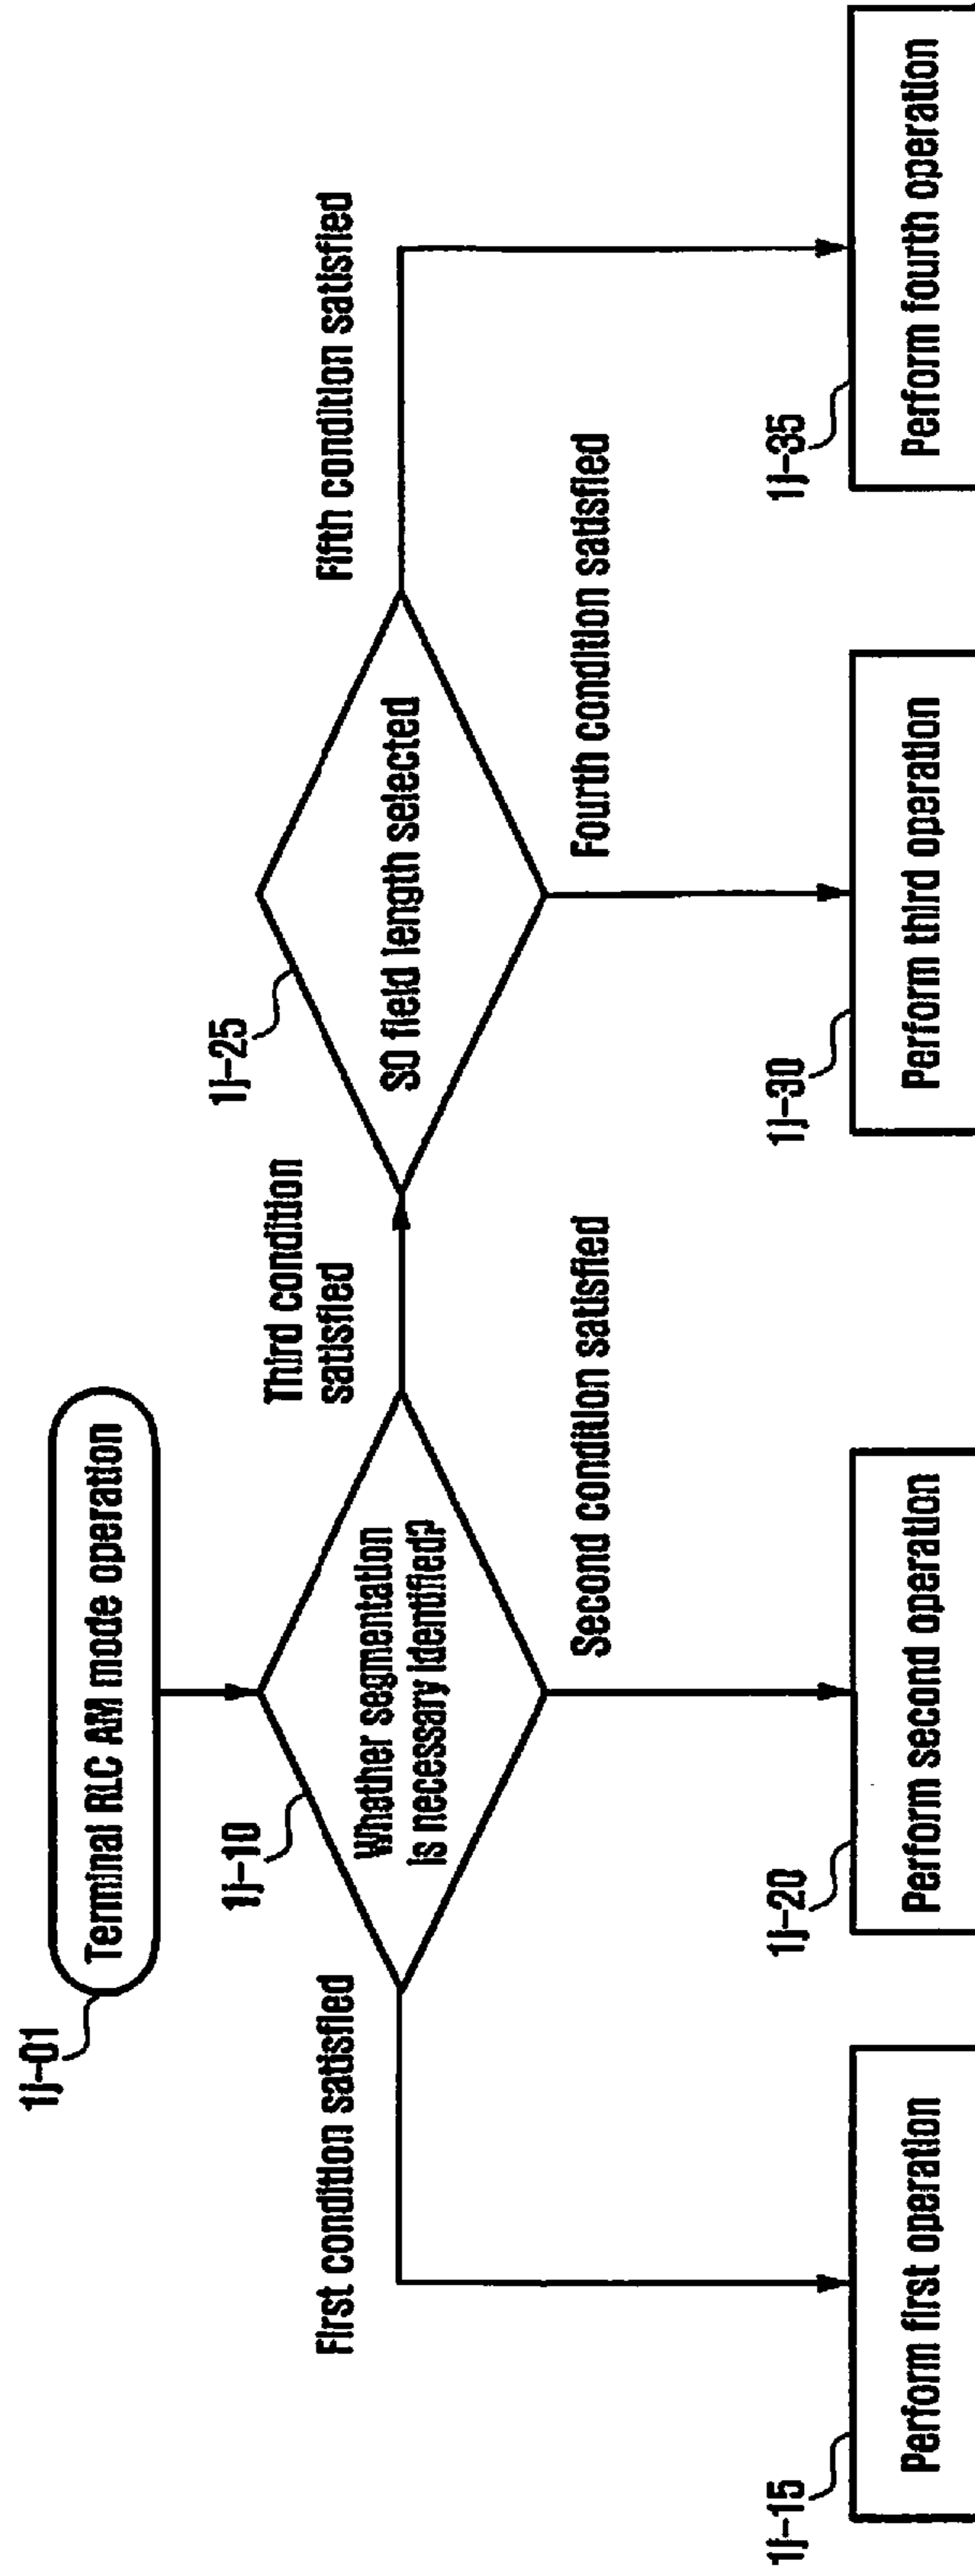 1j-01
Terminal RLC AM mode operation
1j-10
Whether segmentation
is necessary identified?
First condition satisfied
Second condition satisfied
Third condition
satisfied
1j-25
SO field length selected
Fourth condition satisfied
Fifth condition satisfied
1j-15
Perform first operation
1j-20
Perform second operation
1j-30
Perform third operation
1j-35
Perform fourth operation